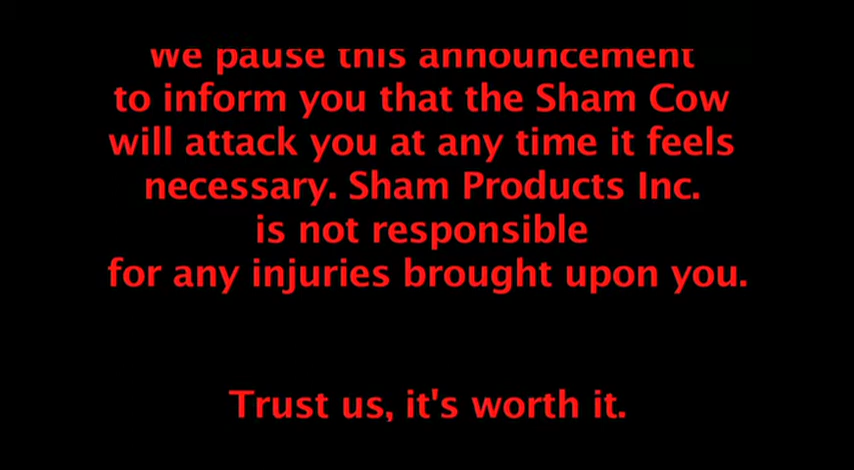 We pause this announcement
to inform you that the Sham Cow
will attack you at any time it feels
necessary. Sham Products Inc.
is not responsible
for any injuries brought upon you.
Trust us, it's worth it.